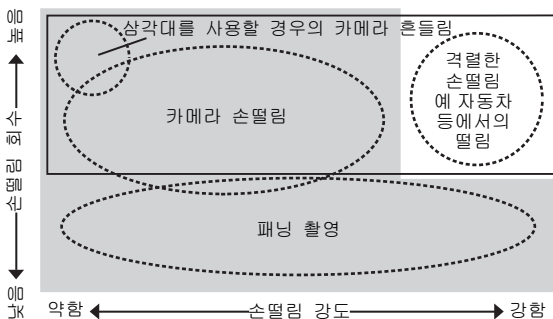 삼각대를 사용할 경우의 카메라 흔들림
격렬한
손떨림
예 자동차
등에서의
떨림
카메라 손떨림
패닝 촬영
높음
손떨림 회수
낮음
약함
손떨림 강도
강함